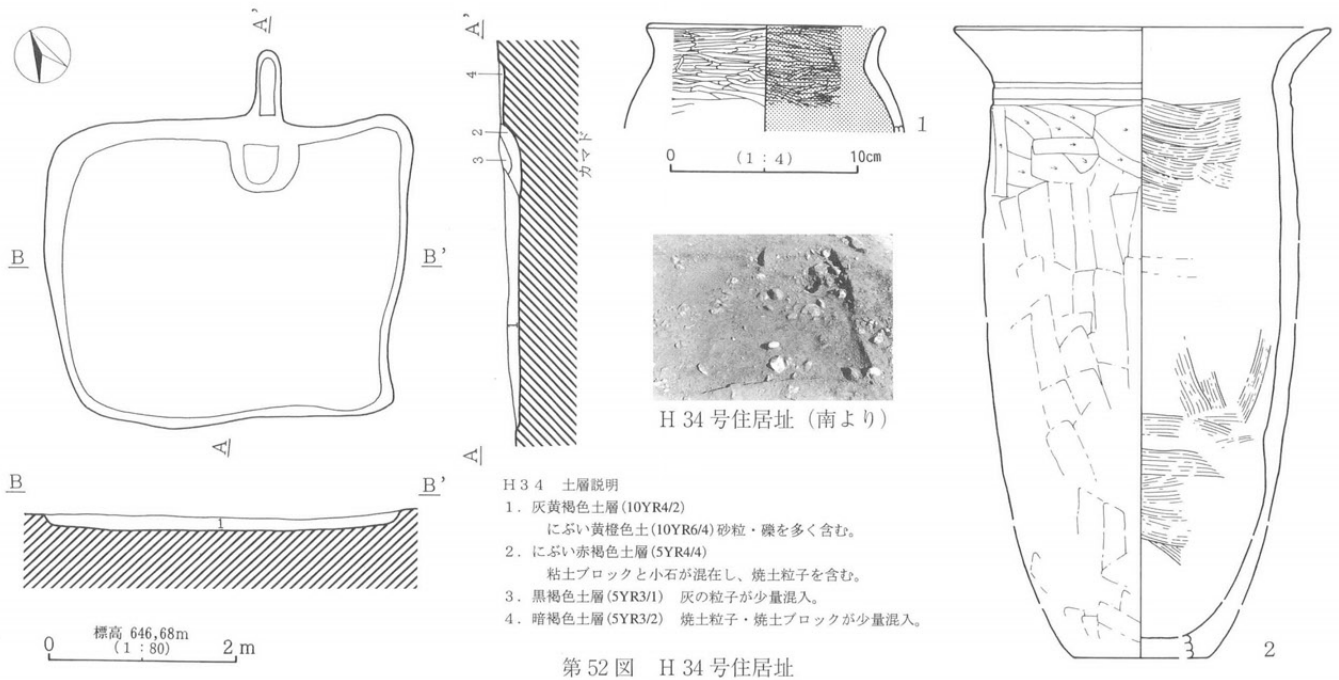 A'
B
B'
A
B
B'
1
標高 646,68m
(1：80)
0
2 m
A'
4
2
3
カマド
A
1
0
(1：4)
10cm
H 34 号住居址（南より）
H 3 4　土層説明
1．灰黄褐色土層(10YR4/2)
にぶい黄橙色土(10YR6/4)砂粒・礫を多く含む。
2．にぶい赤褐色土層(5YR4/4)
粘土ブロックと小石が混在し、焼土粒子を含む。
3．黒褐色土層(5YR3/1)　灰の粒子が少量混入。
4．暗褐色土層(5YR3/2)　焼土粒子・焼土ブロックが少量混入。
2
第 52 図　H 34 号住居址